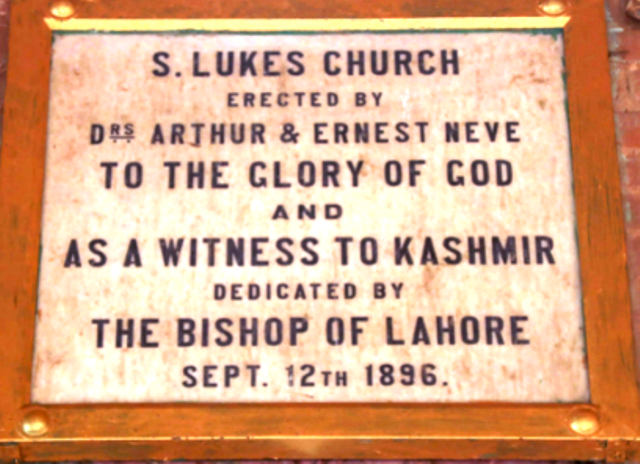 S. LUKES CHURCH
ERECTED BY
DRS ARTHUR & ERNEST NEVE
TO THE GLORY OF GOD
AND
AS A WITNESS TO KASHMIR
DEDICATED BY
THE BISHOP OF LAHORE
SEPT. 12TH 1896.